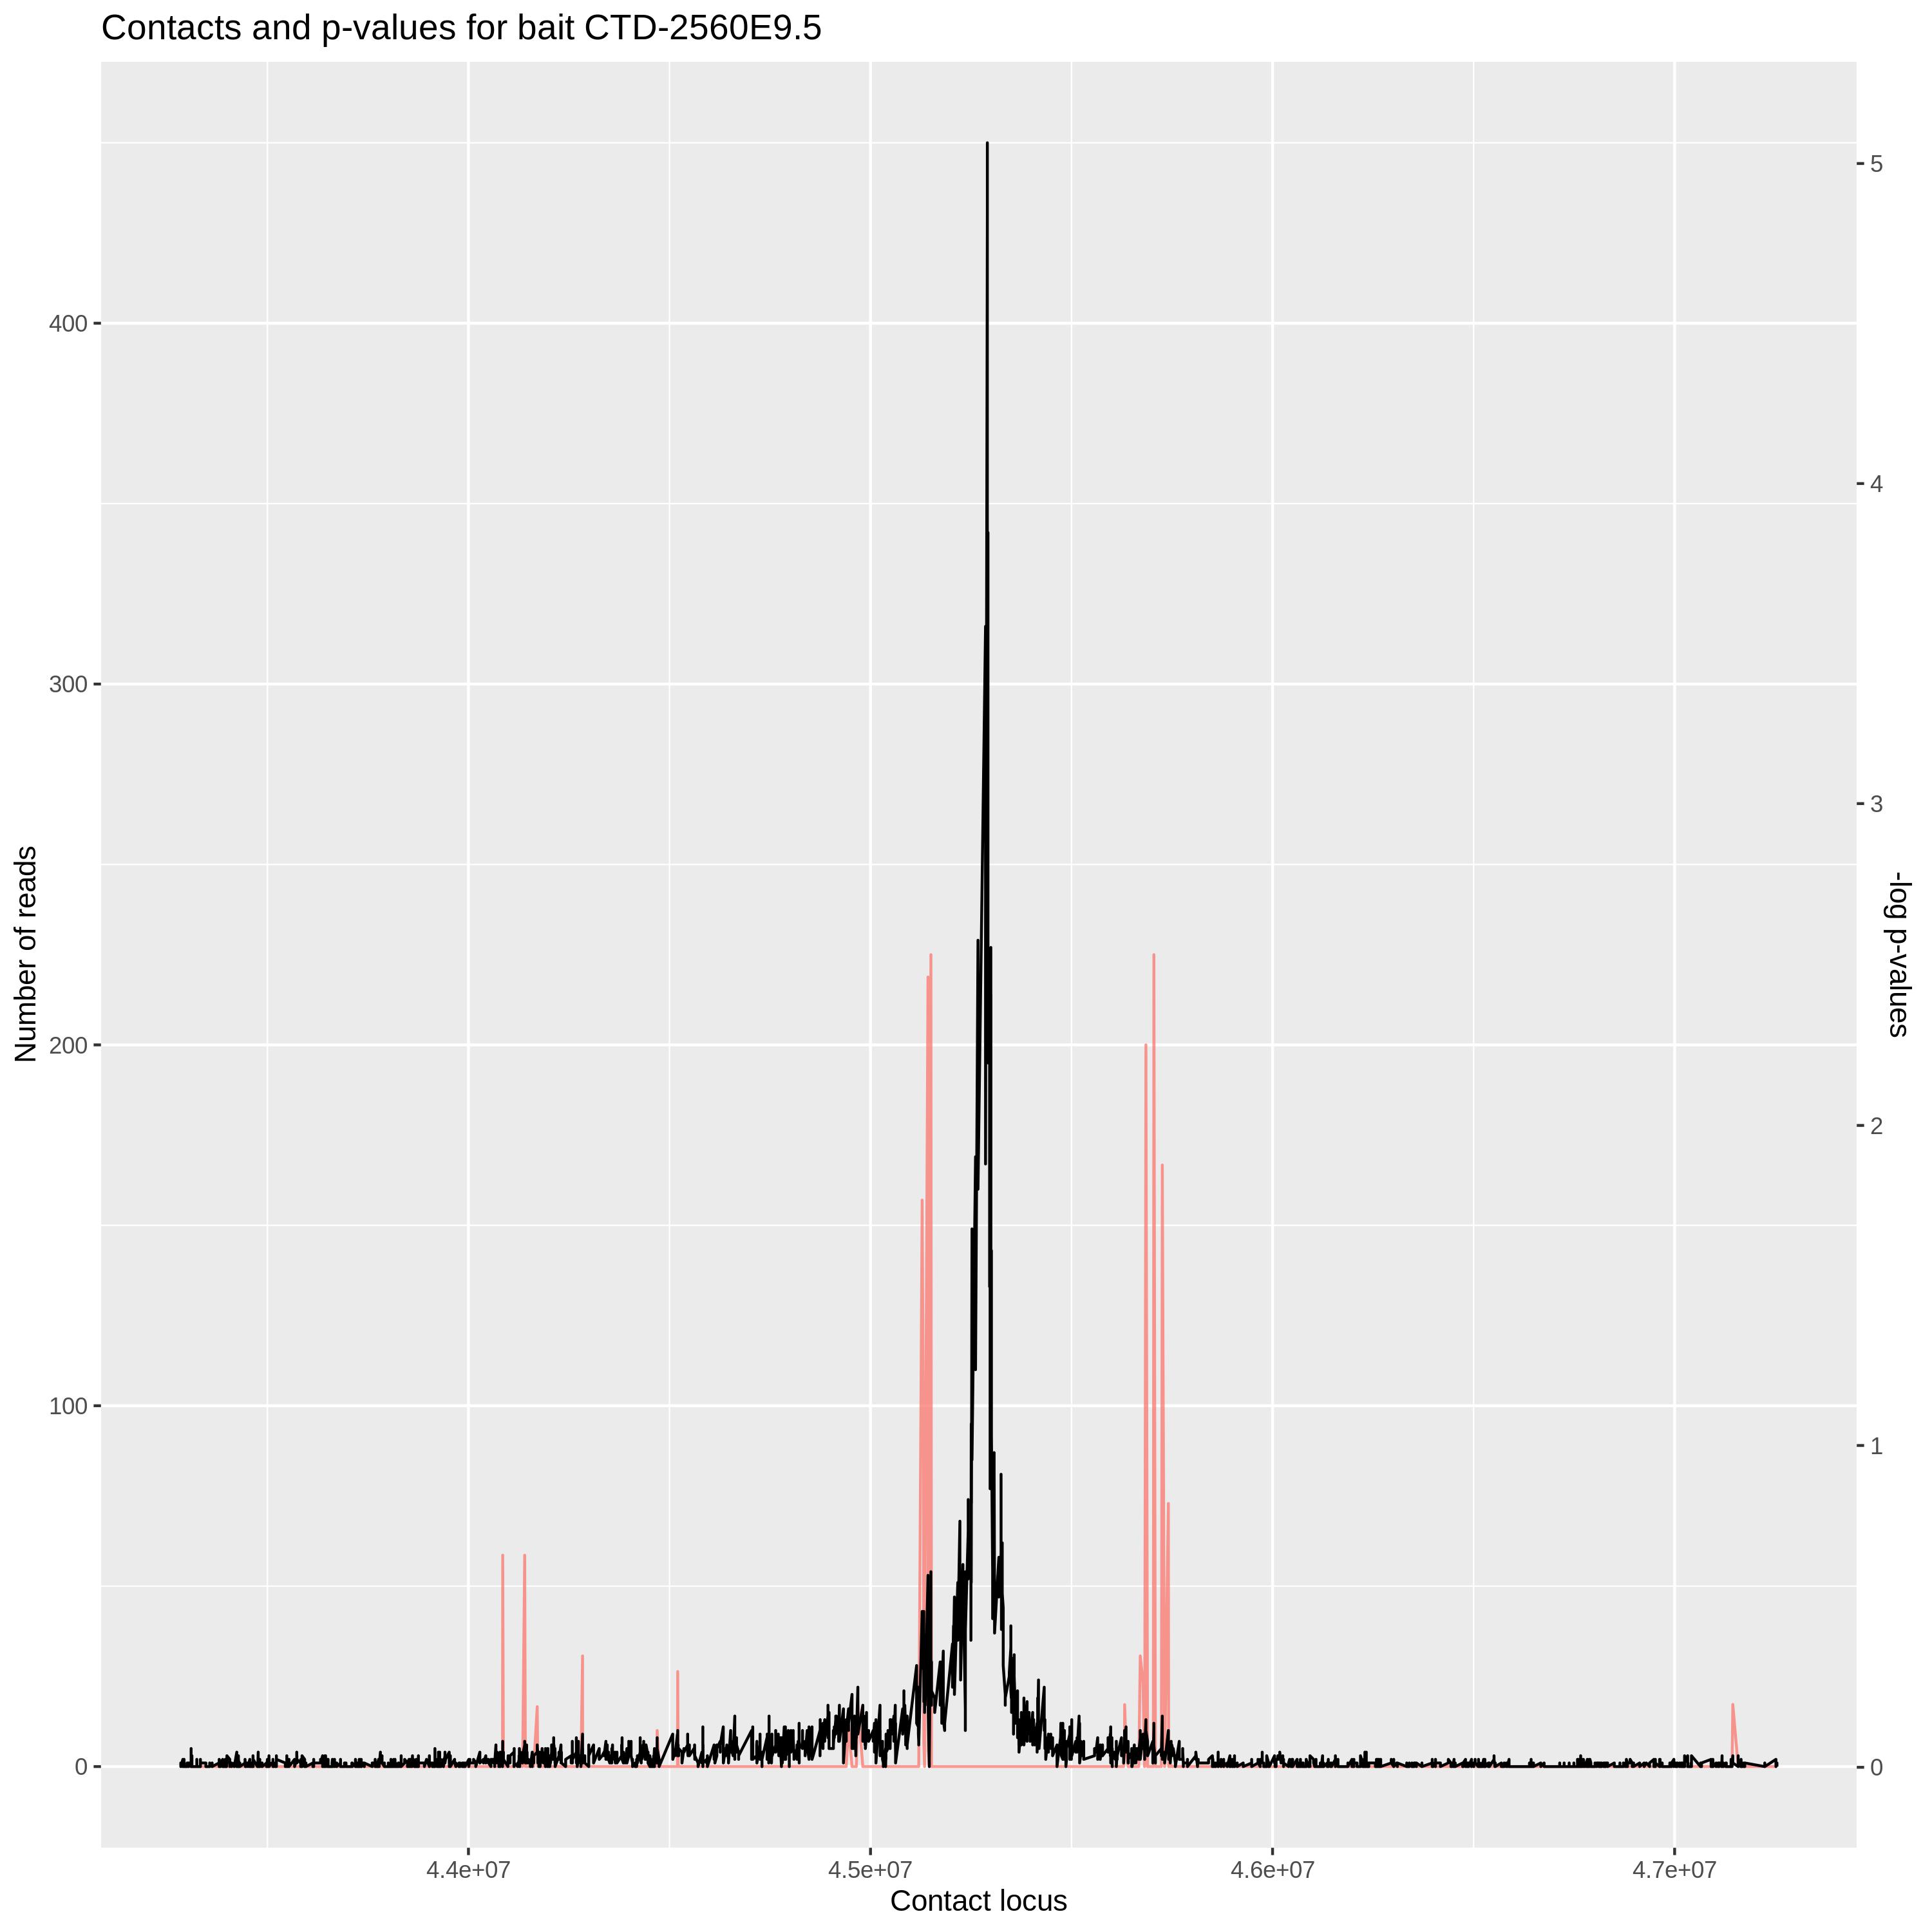 Contacts and p-values for bait CTD-2560E9.5
Number of reads
400
300
200
100
0
5
4
3
2
1
0
-log p-values
4.4e+07
4.5e+07
4.6e+07
4.7e+07
Contact locus